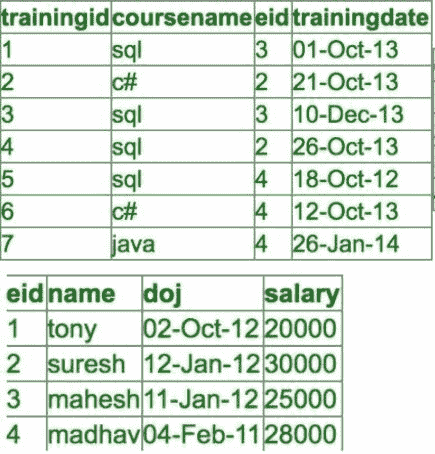 trainingid coursename eid trainingdate
1 sql 3 01-Oct-13
2 c# 2 21-Oct-13
3 sql 3 10-Dec-13
4 sql 2 26-Oct-13
5 sql 4 18-Oct-12
6 c# 4 12-Oct-13
7 java 4 26-Jan-14
eid name doj salary
1 tony 02-Oct-12 20000
2 suresh 12-Jan-12 30000
3 mahesh 11-Jan-12 25000
4 madhav 04-Feb-11 28000